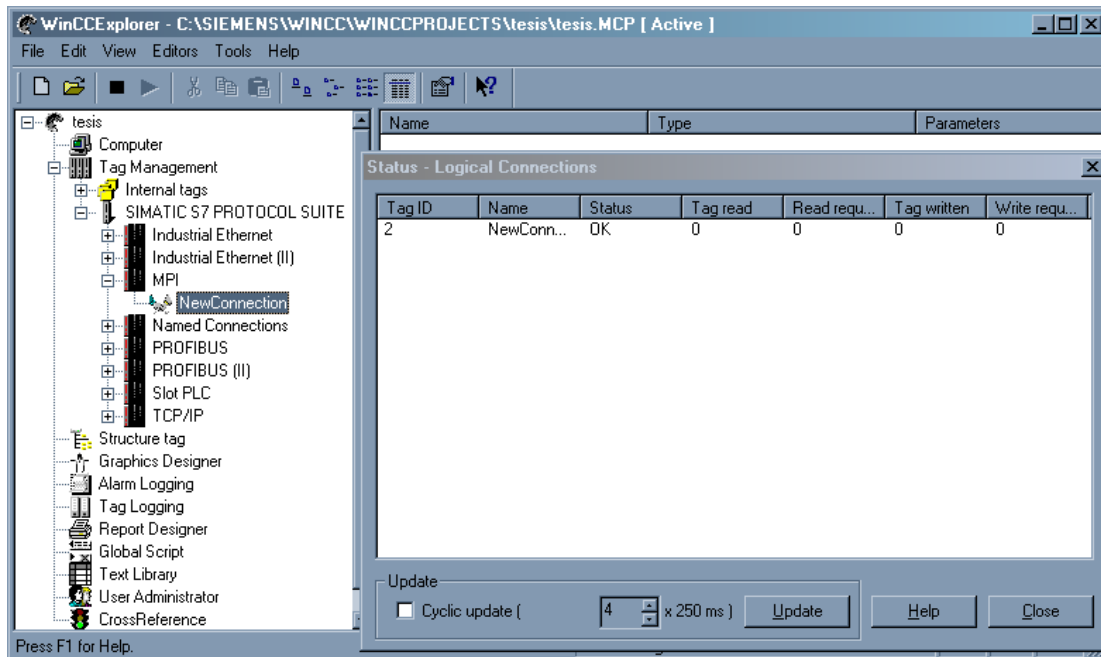 WinCCExplorer - C:\SIEMENS\WINCC\WINCCPROJECTS\tesis\tesis.MCP [ Active ]
File Edit View Editors Tools Help
tesis
Computer
Tag Management
Internal tags
SIMATIC S7 PROTOCOL SUITE
Industrial Ethernet
Industrial Ethernet (II)
MPI
NewConnection
Named Connections
PROFIBUS
PROFIBUS (II)
Slot PLC
TCP/IP
Structure tag
Graphics Designer
Alarm Logging
Tag Logging
Report Designer
Global Script
Text Library
User Administrator
CrossReference
Name Type Parameters
Status - Logical Connections
Tag ID Name Status Tag read Read requ... Tag written Write requ...
2 NewConn... OK 0 0 0 0
Update
Cyclic update ( 4 x 250 ms ) Update Help Close
Press F1 for Help.